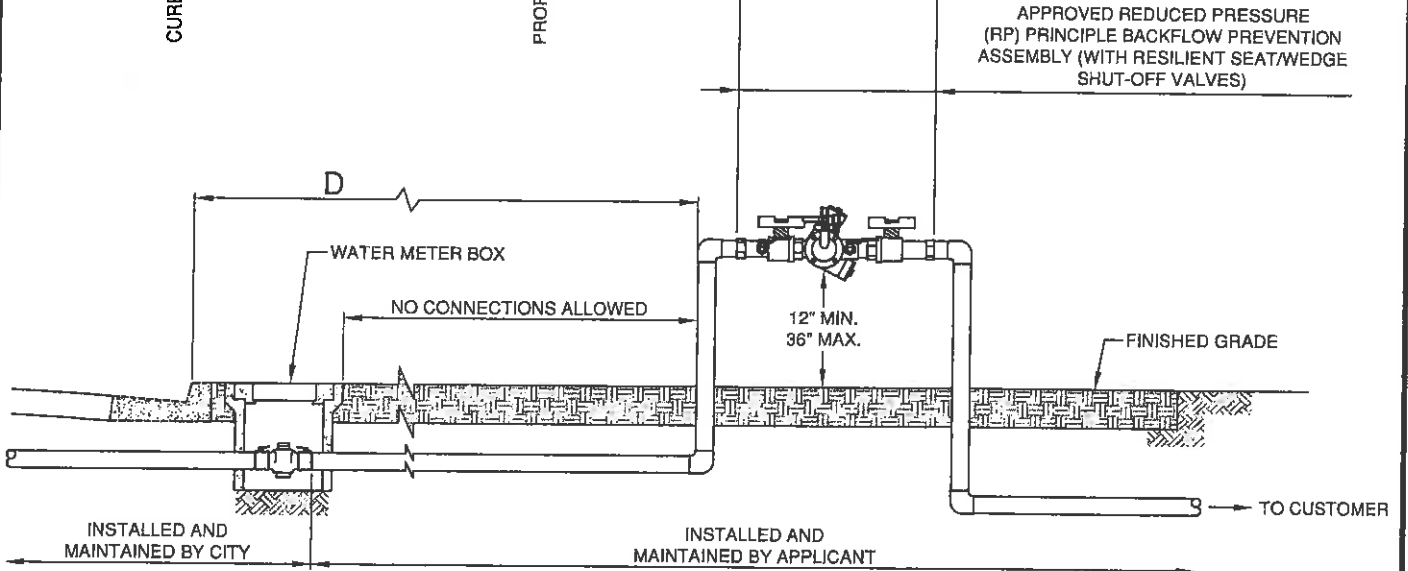 CURB
PROP
APPROVED REDUCED PRESSURE
(RP) PRINCIPLE BACKFLOW PREVENTION
ASSEMBLY (WITH RESILIENT SEAT/WEDGE
SHUT-OFF VALVES)
D
WATER METER BOX
NO CONNECTIONS ALLOWED
12" MIN.
36" MAX.
FINISHED GRADE
TO CUSTOMER
INSTALLED AND
MAINTAINED BY CITY
INSTALLED AND
MAINTAINED BY APPLICANT